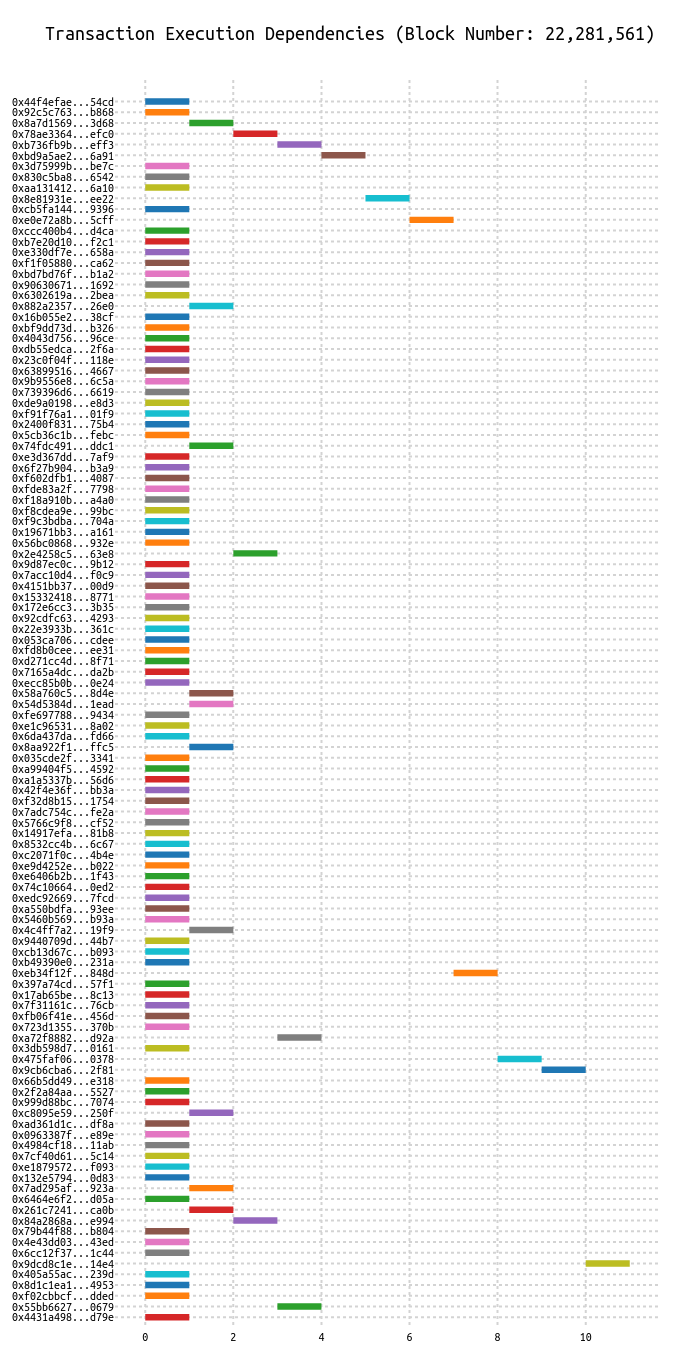 Transaction Execution Dependencies (Block Number: 22,281,561)
0x44f4efae...54cd
0x92c5c763...b868
0x8a7d1569...3d68
0x78ae3364...efc0
0xb736fb9b...eff3
0xbd9a5ae2...6a91
0x3d75999b...be7c
0x830c5ba8...6542
0xaa131412...6a10
0x8e81931e...ee22
0xcb5fa144...9396
0xe0e72a8b...5cff
0xccc400b4...d4ca
0xb7e20d10...f2c1
0xe330df7e...658a
0xf1f05880...ca62
0xbd7bd76f...b1a2
0x90630671...1692
0x6302619a...2bea
0x882a2357...26e0
0x16b055e2...38cf
0xbf9dd73d...b326
0x4043d756...96ce
0xdb55edca...2f6a
0x23c0f04f...118e
0x63899516...4667
0x9b9556e8...6c5a
0x739396d6...6619
0xde9a0198...e8d3
0xf91f76a1...01f9
0x2400f831...75b4
0x5cb36c1b...febc
0x74fdc491...ddc1
0xe3d367dd...7af9
0x6f27b904...b3a9
0xf602dfb1...4087
0xfde83a2f...7798
0xf18a910b...a4a0
0xf8cdea9e...99bc
0xf9c3bdba...704a
0x19671bb3...a161
0x56bc0868...932e
0x2e4258c5...63e8
0x9d87ec0c...9b12
0x7acc10d4...f0c9
0x4151bb37...00d9
0x15332418...8771
0x172e6cc3...3b35
0x92cdfc63...4293
0x22e3933b...361c
0x053ca706...cdee
0xfd8b0cee...ee31
0xd271cc4d...8f71
0x7165a4dc...da2b
0xecc85b0b...0e24
0x58a760c5...8d4e
0x54d5384d...1ead
0xfe697788...9434
0xe1c96531...8a02
0x6da437da...fd66
0x8aa922f1...ffc5
0x035cde2f...3341
0xa99404f5...4592
0xa1a5337b...56d6
0x42f4e36f...bb3a
0xf32d8b15...1754
0x7adc754c...fe2a
0x5766c9f8...cf52
0x14917efa...81b8
0x8532cc4b...6c67
0xc2071f0c...4b4e
0xe9d4252e...b022
0xe6406b2b...1f43
0x74c10664...0ed2
0xedc92669...7fcd
0xa550bdfa...93ee
0x5460b569...b93a
0x4c4ff7a2...19f9
0x9440709d...44b7
0xcb13d67c...b093
0xb49390e0...231a
0xeb34f12f...848d
0x397a74cd...57f1
0x17ab65be...8c13
0x7f31161c...76cb
0xfb06f41e...456d
0x723d1355...370b
0xa72f8882...d92a
0x3db598d7...0161
0x475faf06...0378
0x9cb6cba6...2f81
0x66b5dd49...e318
0x2f2a84aa...5527
0x999d88bc...7074
0xc8095e59...250f
0xad361d1c...df8a
0x0963387f...e89e
0x4984cf18...11ab
0x7cf40d61...5c14
0xe1879572...f093
0x132e5794...0d83
0x7ad295af...923a
0x6464e6f2...d05a
0x261c7241...ca0b
0x84a2868a...e994
0x79b44f88...b804
0x4e43dd03...43ed
0x6cc12f37...1c44
0x9dcd8c1e...14e4
0x405a55ac...239d
0x8d1c1ea1...4953
0xf02cbbcf...dded
0x55bb6627...0679
0x4431a498...d79e
0 2 4 6 8 10